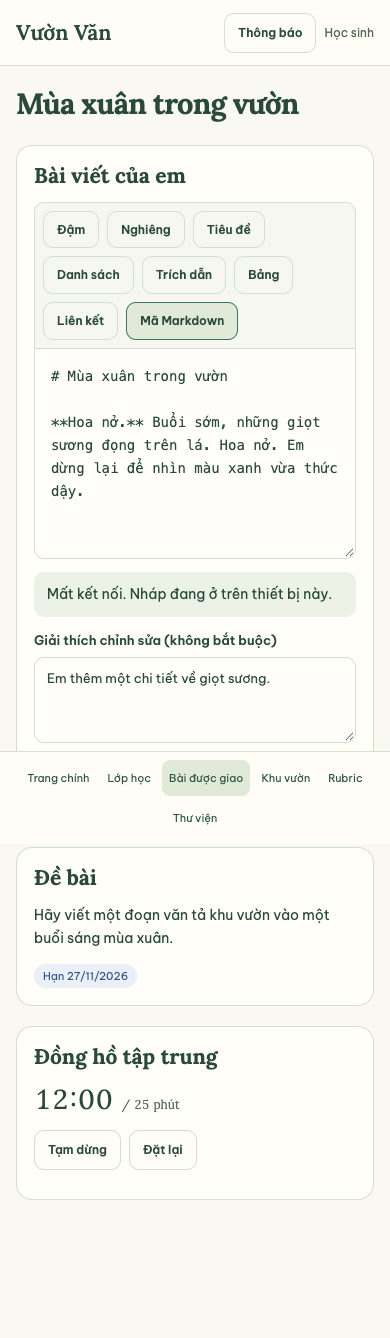 Vườn Văn
Thông báo
Học sinh
Mùa xuân trong vườn
Bài viết của em
Đậm
Nghiêng
Tiêu đề
Danh sách
Trích dẫn
Bảng
Liên kết
Mã Markdown
# Mùa xuân trong vườn
**Hoa nở.** Buổi sớm, những giọt
sương đọng trên lá. Hoa nở. Em
dừng lại để nhìn màu xanh vừa thức
dậy.
Mất kết nối. Nháp đang ở trên thiết bị này.
Giải thích chỉnh sửa (không bắt buộc)
Em thêm một chi tiết về giọt sương.
Trang chính
Lớp học
Bài được giao
Khu vườn
Rubric
Thư viện
Đề bài
Hãy viết một đoạn văn tả khu vườn vào một
buổi sáng mùa xuân.
Hạn 27/11/2026
Đồng hồ tập trung
12:00 / 25 phút
Tạm dừng
Đặt lại